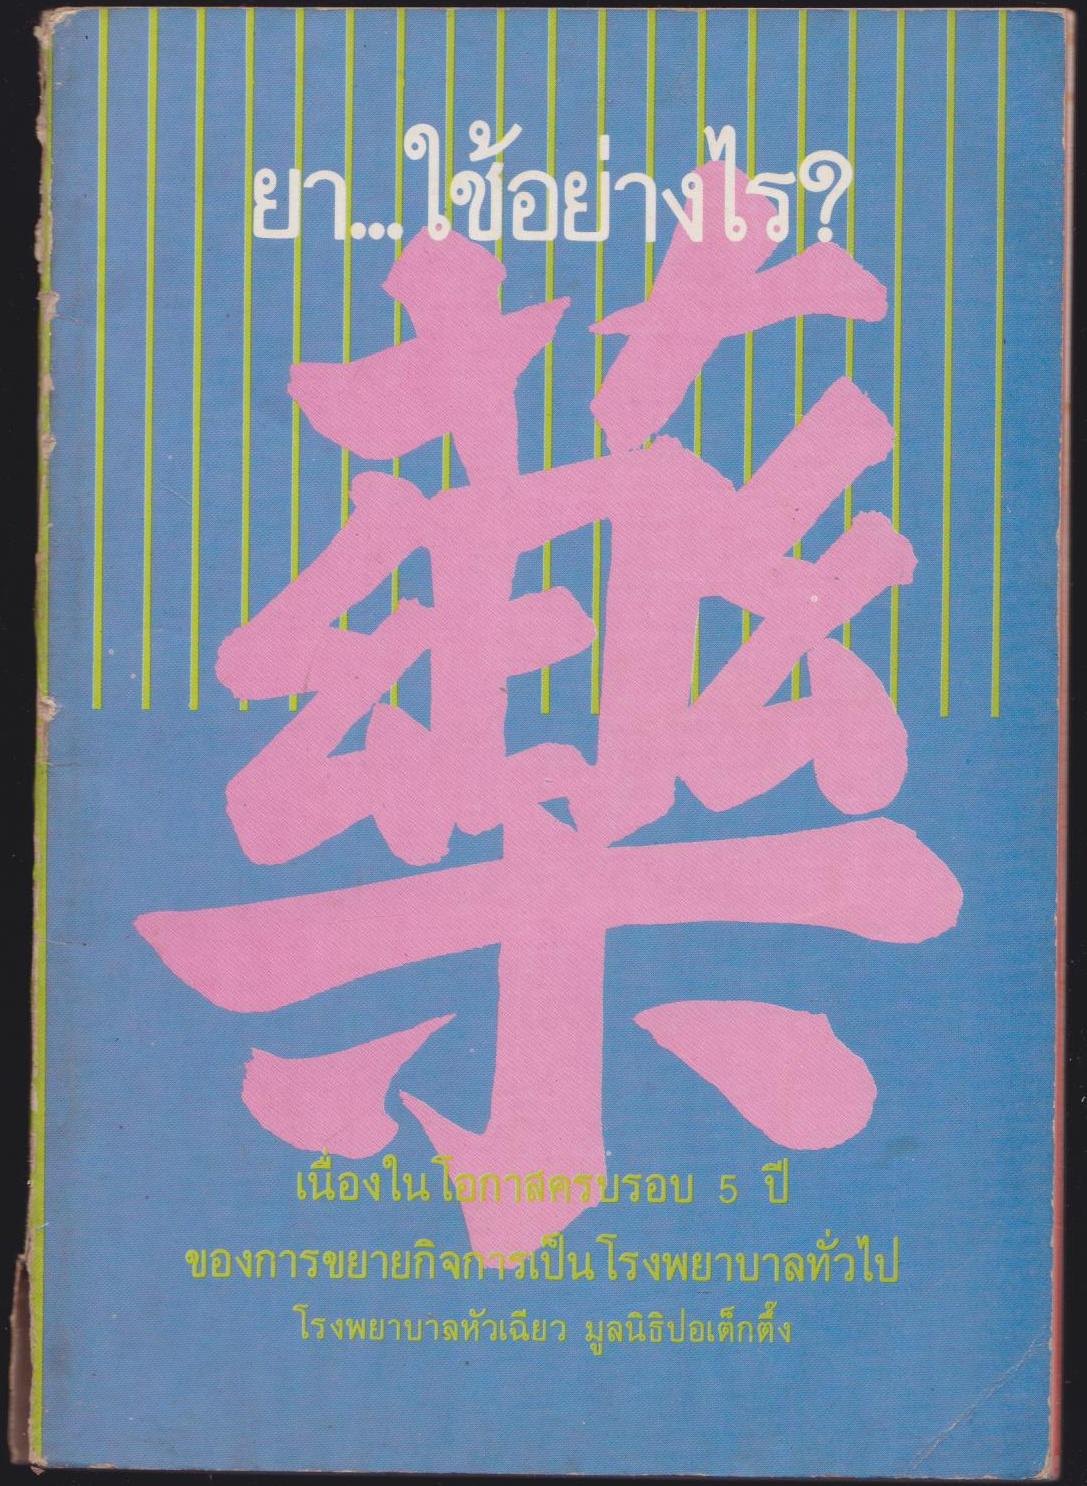 ยา...ใช้อย่างไร?
藥
เนื่องในโอกาสครบรอบ 5 ปี
ของการขยายกิจการเป็นโรงพยาบาลทั่วไป
โรงพยาบาลหัวเฉียว มูลนิธิปอเต็กตึ๊ง